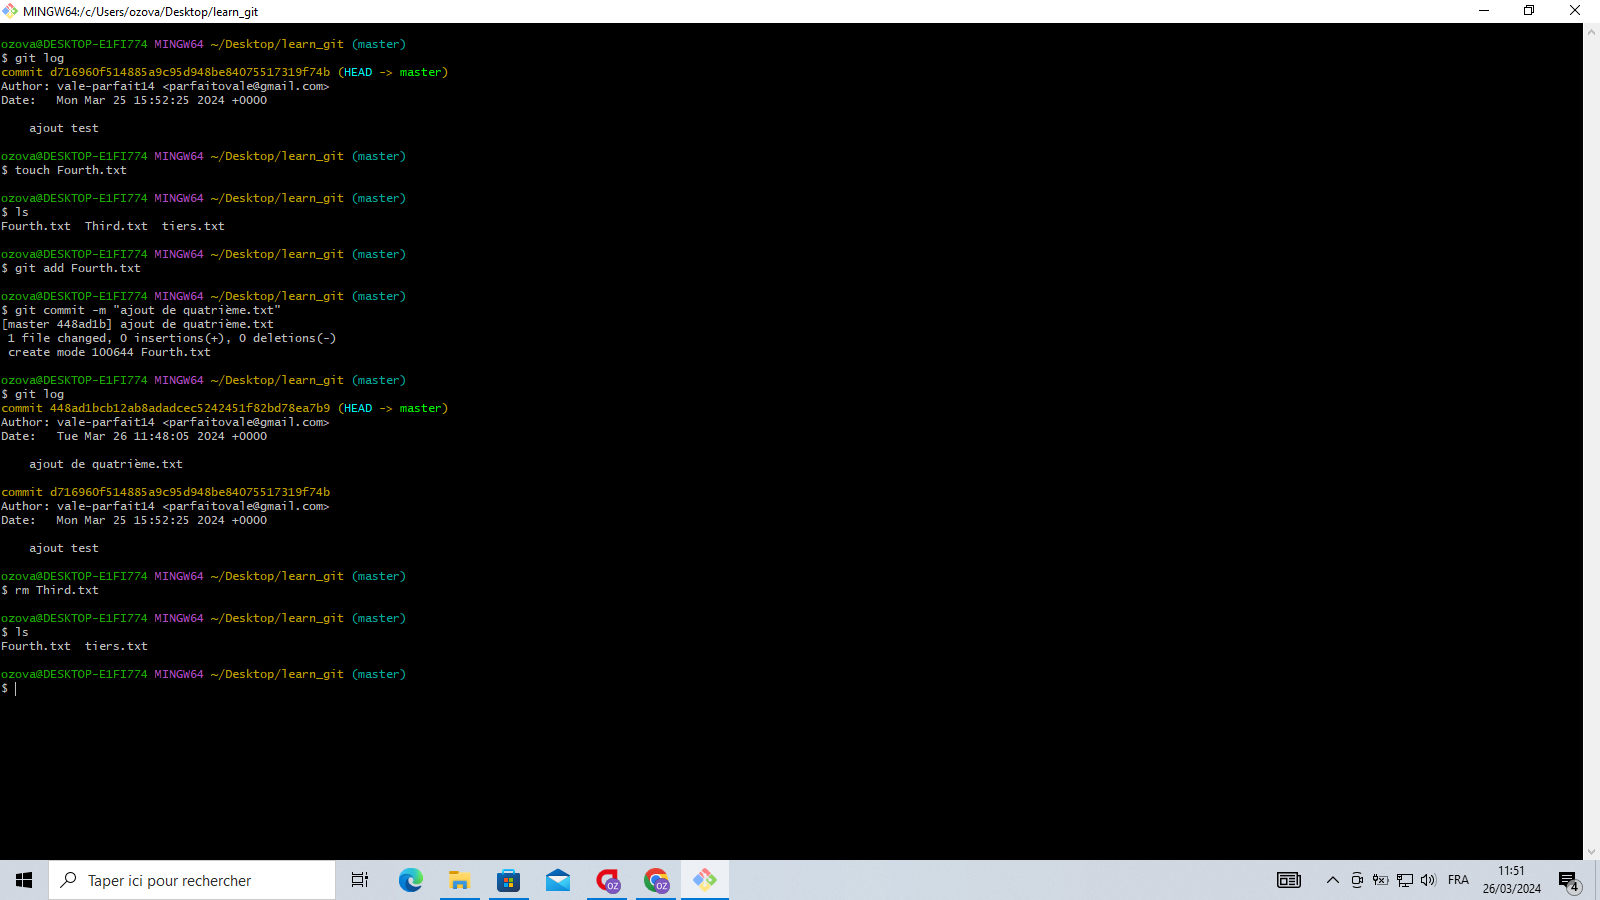 MINGW64:/c/Users/ozova/Desktop/learn_git
ozova@DESKTOP-E1FI774 MINGW64 ~/Desktop/learn_git (master)
$ git log
commit d716960f514885a9c95d948be84075517319f74b (HEAD -> master)
Author: vale-parfait14 <parfaitovale@gmail.com>
Date:   Mon Mar 25 15:52:25 2024 +0000
    ajout test
ozova@DESKTOP-E1FI774 MINGW64 ~/Desktop/learn_git (master)
$ touch Fourth.txt
ozova@DESKTOP-E1FI774 MINGW64 ~/Desktop/learn_git (master)
$ ls
Fourth.txt  Third.txt  tiers.txt
ozova@DESKTOP-E1FI774 MINGW64 ~/Desktop/learn_git (master)
$ git add Fourth.txt
ozova@DESKTOP-E1FI774 MINGW64 ~/Desktop/learn_git (master)
$ git commit -m "ajout de quatrième.txt"
[master 448ad1b] ajout de quatrième.txt
 1 file changed, 0 insertions(+), 0 deletions(-)
 create mode 100644 Fourth.txt
ozova@DESKTOP-E1FI774 MINGW64 ~/Desktop/learn_git (master)
$ git log
commit 448ad1bcb12ab8adadcec5242451f82bd78ea7b9 (HEAD -> master)
Author: vale-parfait14 <parfaitovale@gmail.com>
Date:   Tue Mar 26 11:48:05 2024 +0000
    ajout de quatrième.txt
commit d716960f514885a9c95d948be84075517319f74b
Author: vale-parfait14 <parfaitovale@gmail.com>
Date:   Mon Mar 25 15:52:25 2024 +0000
    ajout test
ozova@DESKTOP-E1FI774 MINGW64 ~/Desktop/learn_git (master)
$ rm Third.txt
ozova@DESKTOP-E1FI774 MINGW64 ~/Desktop/learn_git (master)
$ ls
Fourth.txt  tiers.txt
ozova@DESKTOP-E1FI774 MINGW64 ~/Desktop/learn_git (master)
$
Taper ici pour rechercher
OZ
OZ
FRA
11:51
26/03/2024
4